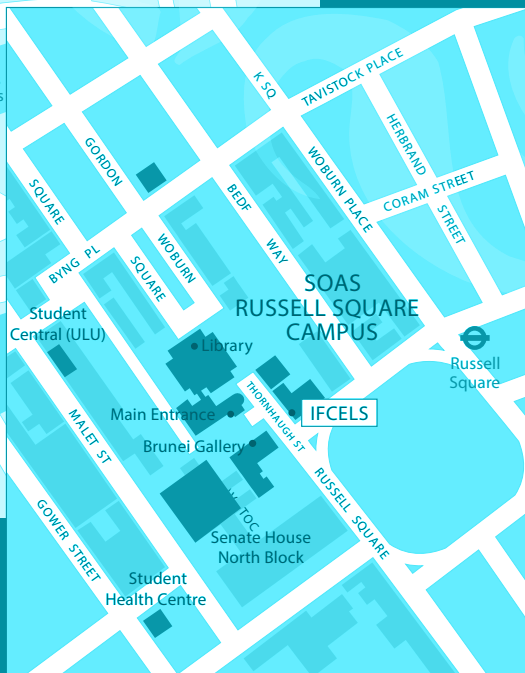 K SQ
TAVISTOCK PLACE
HERBRAND
STREET
GORDON
SQUARE
WOBURN PLACE
CORAM STREET
SQUARE
BEDF
WAY
BYNG PL
WOBURN
SQUARE
SOAS
RUSSELL SQUARE
CAMPUS
Student
Central (ULU)
Library
Russell
Square
THORNHAUGH ST
IFCELS
Main Entrance
MALET ST
Brunei Gallery
RUSSELL SQUARE
TOC
GOWER STREET
Senate House
North Block
Student
Health Centre